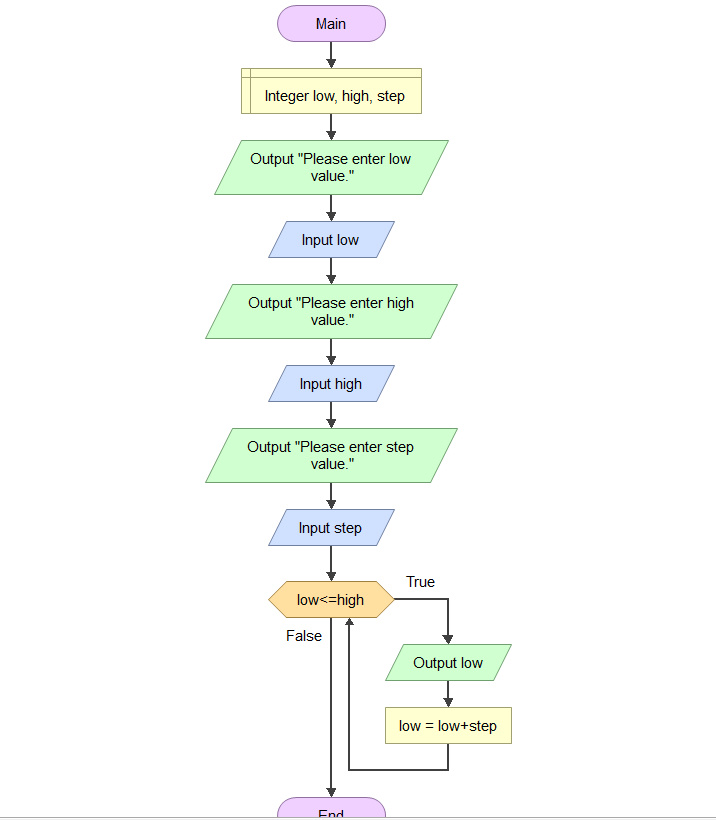 Main
Integer low, high, step
Output "Please enter low
value."
Input low
Output "Please enter high
value."
Input high
Output "Please enter step
value."
Input step
low<=high
True
False
Output low
low = low+step
End